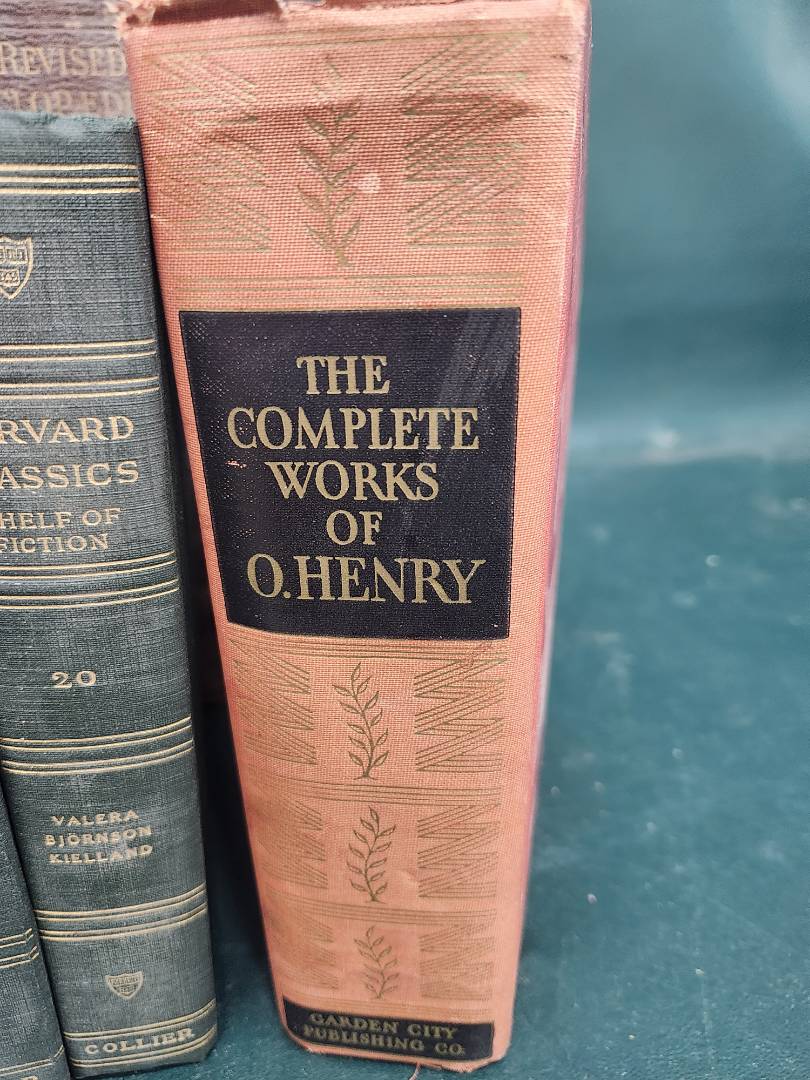 REVISED
RVARD
ASSICS
HELF OF
FICTION
20
VALERA
BJÖRNSON
KIELLAND
COLLIER
THE
COMPLETE
WORKS
OF
O. HENRY
GARDEN CITY
PUBLISHING CO.